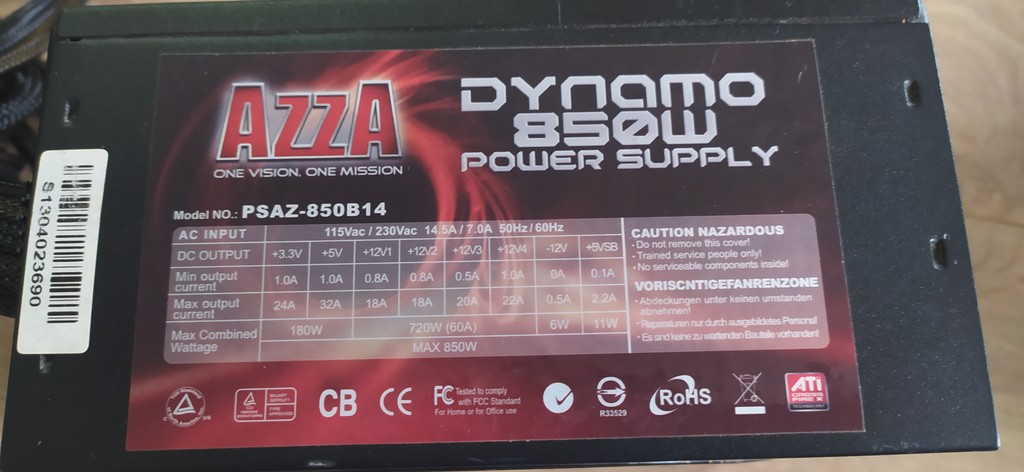 AZZA
ONE VISION, ONE MISSION
DYNAMO
850W
POWER SUPPLY
S1304023690
Model NO.: PSAZ-850B14
AC INPUT 115Vac / 230Vac 14.5A / 7.0A 50Hz / 60Hz
DC OUTPUT +3.3V +5V +12V1 +12V2 +12V3 +12V4 -12V +5VSB
Min output current 1.0A 1.0A 0.8A 0.8A 0.5A 1.0A 0A 0.1A
Max output current 24A 32A 18A 18A 20A 22A 0.5A 2.2A
Max Combined Wattage 180W 720W (60A) 6W 11W
MAX 850W
CAUTION NAZARDOUS
· Do not remove this cover!
· Trained service people only!
· No serviceable components inside!
VORISCNTIGEFANRENZONE
· Abdeckungen unter keinen umstanden
abnehmen!
· Reparaturen nur durch ausgebildetes Personal
· Es sind keine zu wartenden Bauteile vorhanden!
TYPE
APPROVED
CB
CE
FC Tested to comply
with FCC Standard
For Home or for Office use
R33529
RoHS
ATI
CROSS
FIRE X